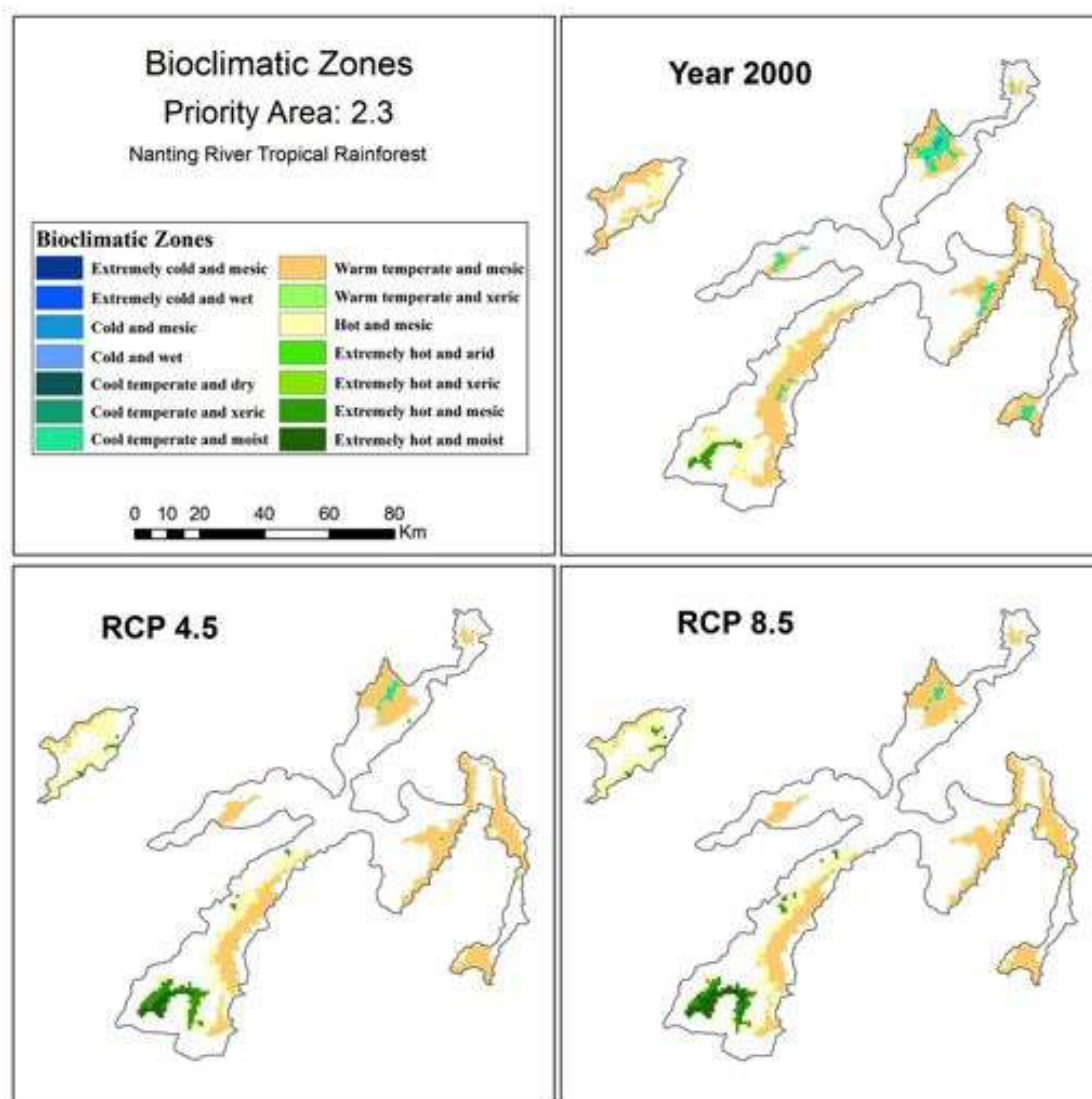 Bioclimatic Zones
Priority Area: 2.3
Nanting River Tropical Rainforest
Bioclimatic Zones
Extremely cold and mesic
Extremely cold and wet
Cold and mesic
Cold and wet
Cool temperate and dry
Cool temperate and xeric
Cool temperate and moist
Warm temperate and mesic
Warm temperate and xeric
Hot and mesic
Extremely hot and arid
Extremely hot and xeric
Extremely hot and mesic
Extremely hot and moist
0 10 20 40 60 80
Km
Year 2000
RCP 4.5
RCP 8.5